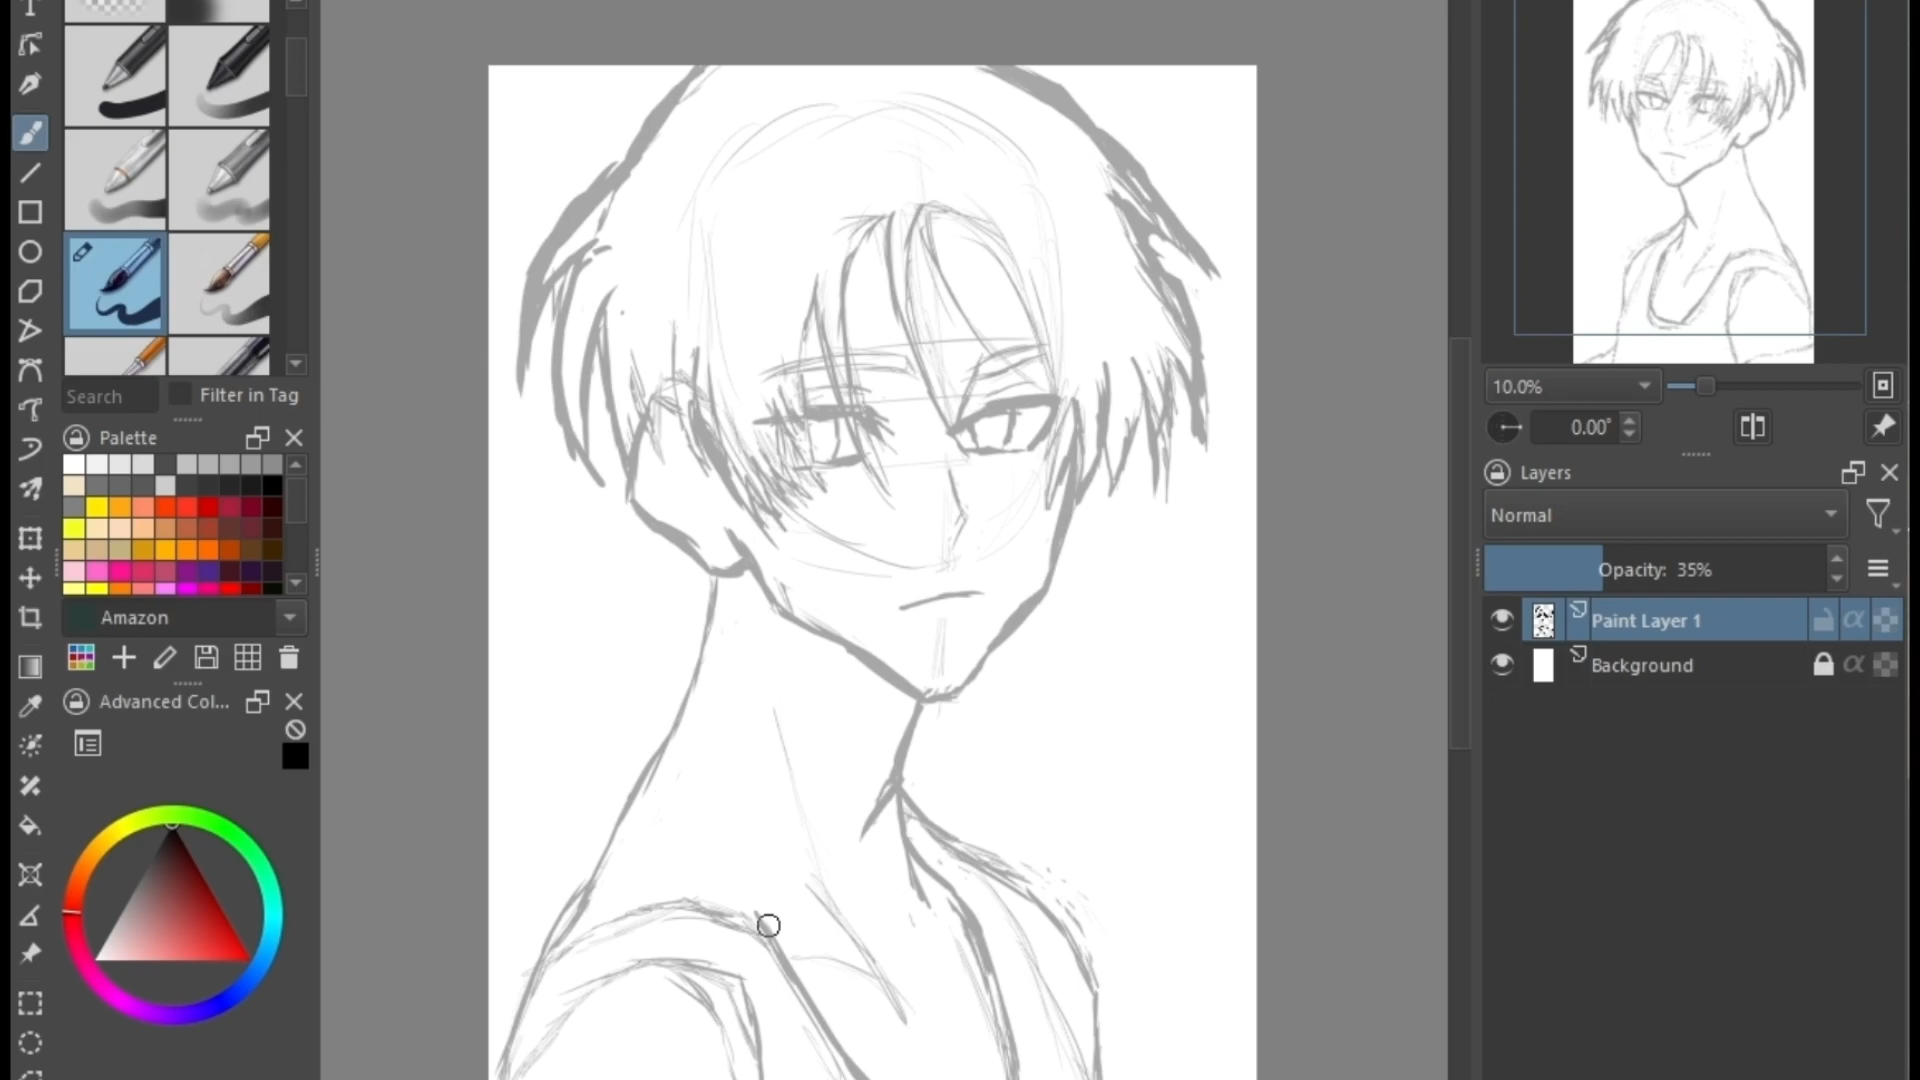 Search
Filter in Tag
Palette
Amazon
Advanced Col...
10.0%
0.00°
Layers
Normal
Opacity: 35%
Paint Layer 1
Background